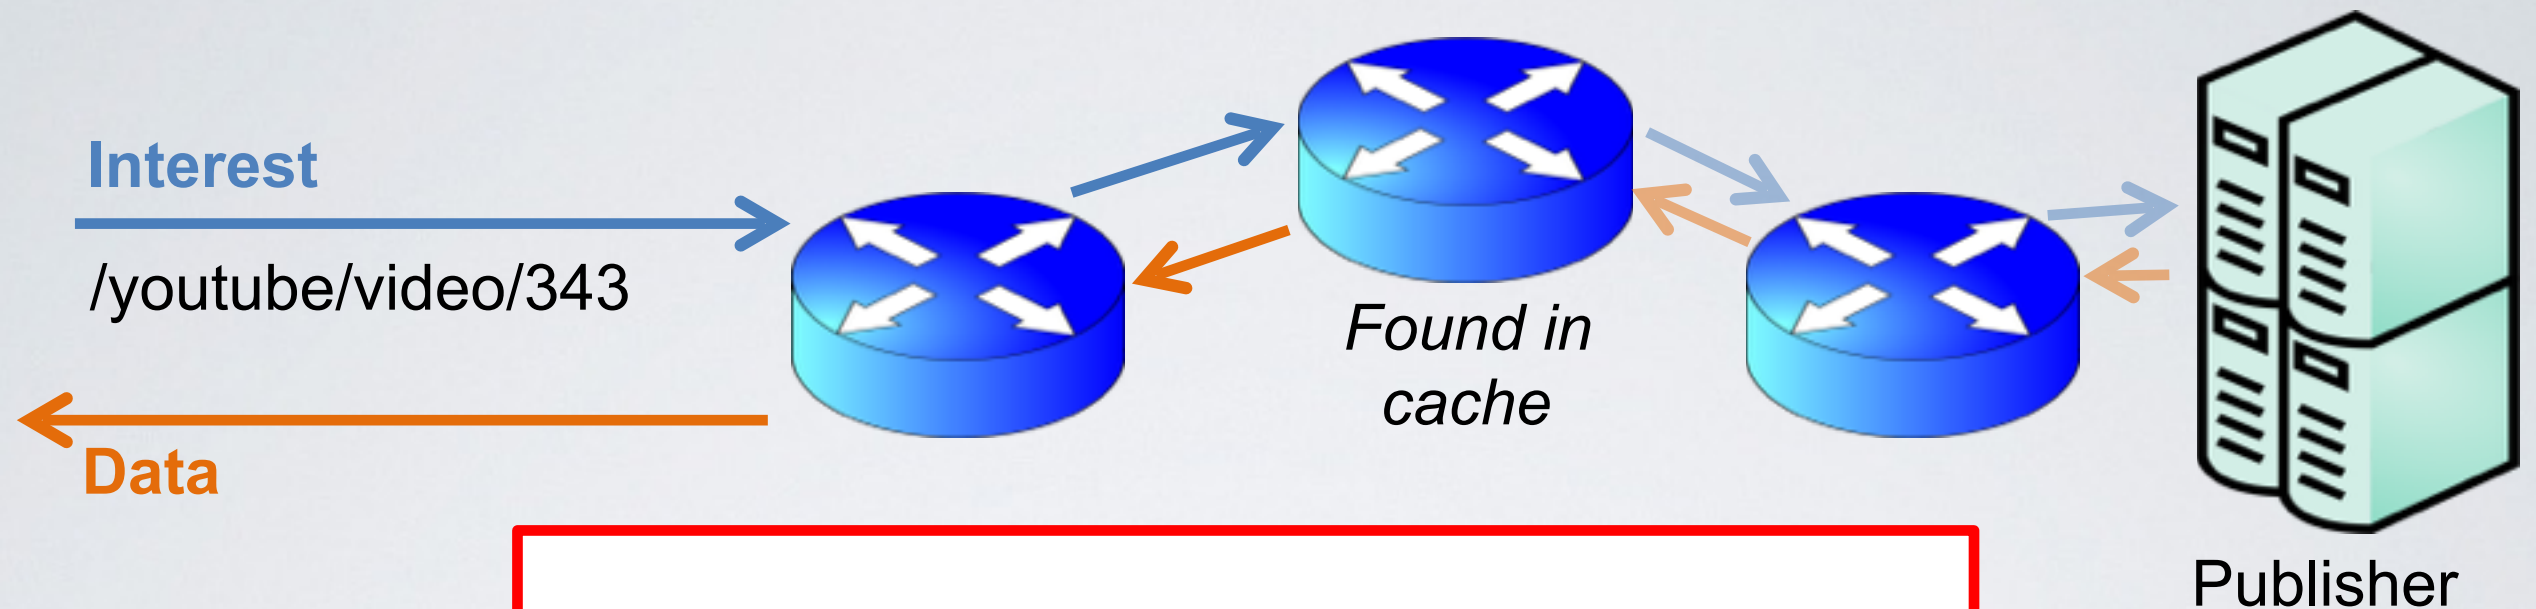 Interest
/youtube/video/343
Data
Found in
cache
Publisher